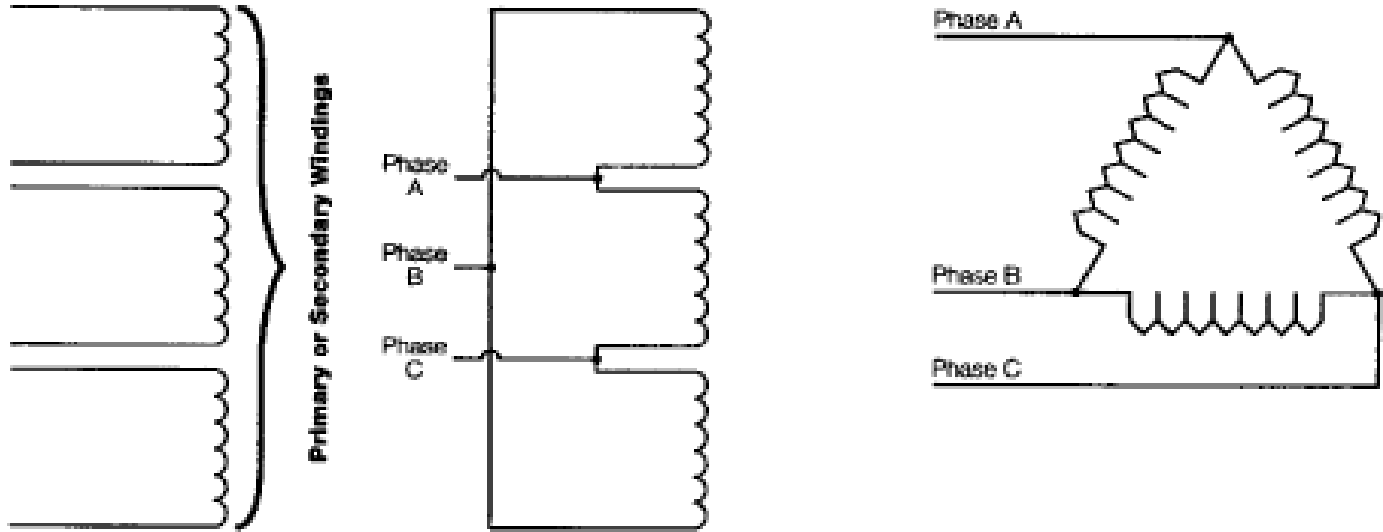 Primary or Secondary Windings
Phase
A
Phase
B
Phase
C
Phase A
Phase B
Phase C